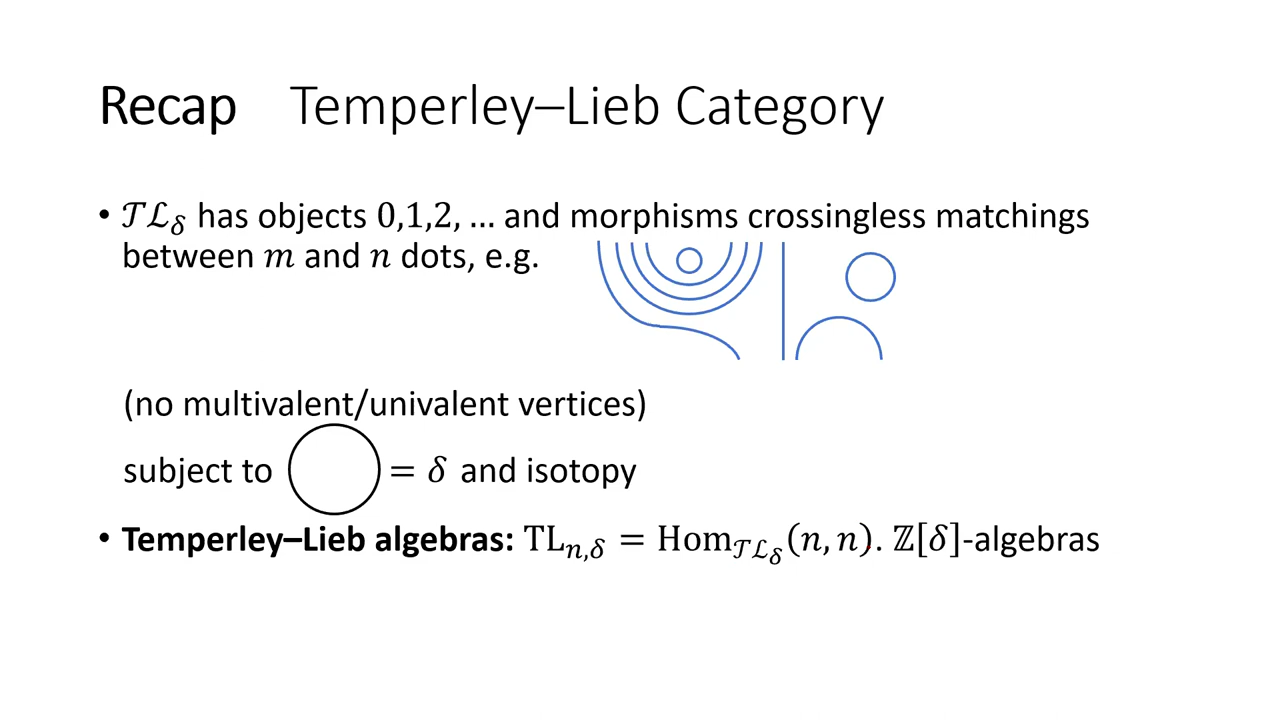 Recap Temperley–Lieb Category
• 𝒯ℒ_δ has objects 0,1,2, … and morphisms crossingless matchings
between m and n dots, e.g.
(no multivalent/univalent vertices)
subject to = δ and isotopy
• Temperley–Lieb algebras: TL_{n,δ} = Hom_{𝒯ℒ_δ}(n, n). ℤ[δ]-algebras